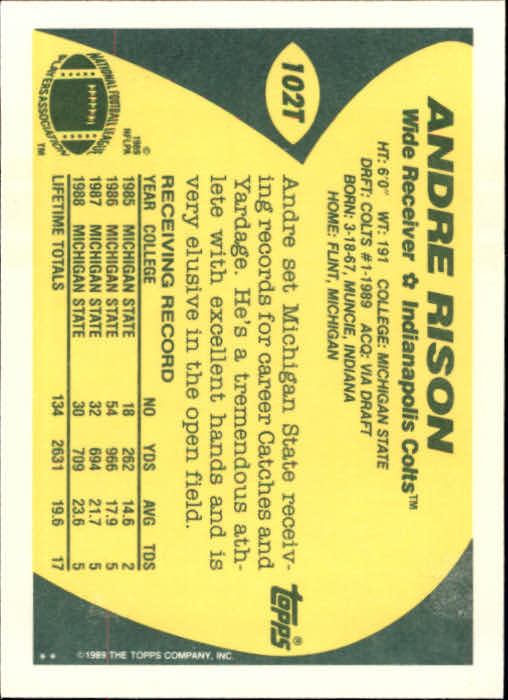 102T
ANDRE RISON
Wide Receiver ✩ Indianapolis Colts™
HT: 6'0" WT: 191 COLLEGE: MICHIGAN STATE
DRFT: COLTS #1-1989 ACQ: VIA DRAFT
BORN: 3-18-67, MUNCIE, INDIANA
HOME: FLINT, MICHIGAN
Andre set Michigan State receiv-
ing records for career Catches and
Yardage. He's a tremendous ath-
lete with excellent hands and is
very elusive in the open field.
topps®
RECEIVING RECORD
YEAR COLLEGE NO YDS AVG TDS
1985 MICHIGAN STATE 18 262 14.6 2
1986 MICHIGAN STATE 54 966 17.9 5
1987 MICHIGAN STATE 32 694 21.7 5
1988 MICHIGAN STATE 30 709 23.6 5
LIFETIME TOTALS 134 2631 19.6 17
NATIONAL FOOTBALL LEAGUE
PLAYERS ASSOCIATION
™
©
1989
NFLPA
** ©1989 THE TOPPS COMPANY, INC.